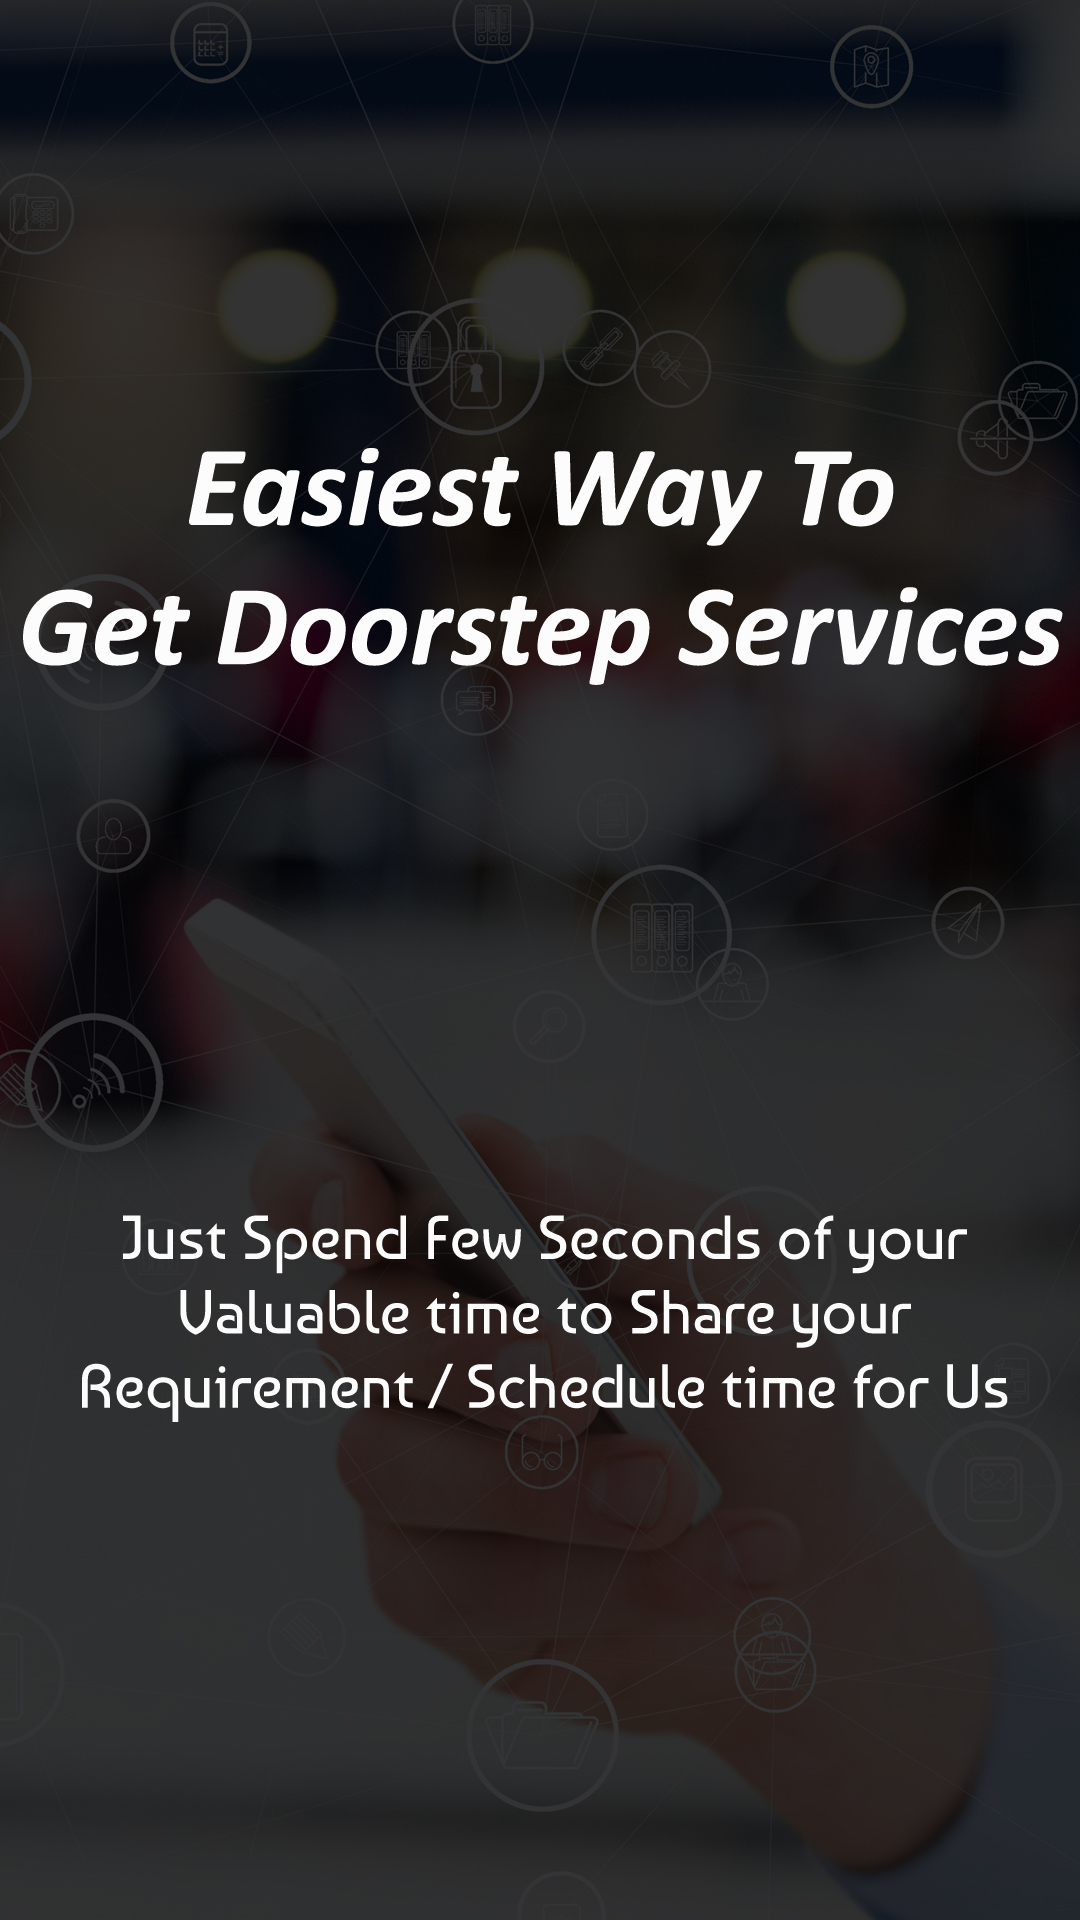 Easiest Way To
Get Doorstep Services
Just Spend Few Seconds of your
Valuable time to Share your
Requirement / Schedule time for Us